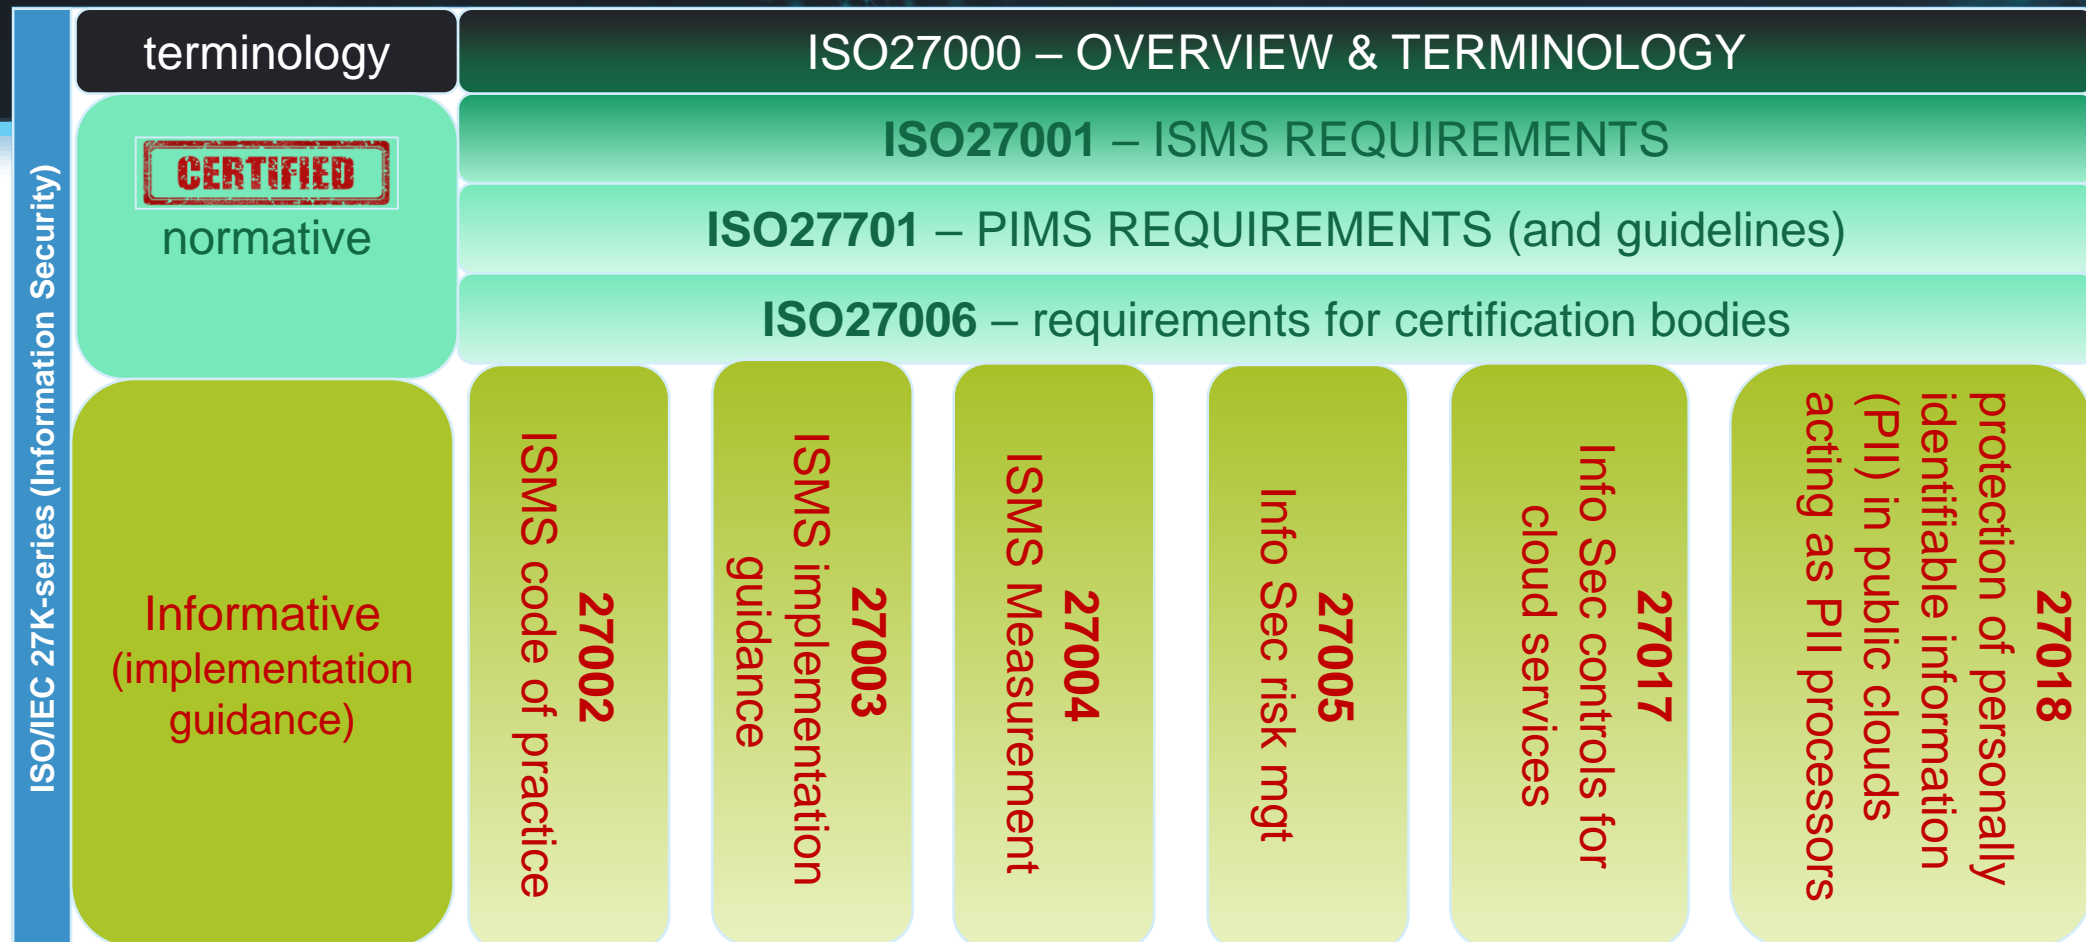 ISO/IEC 27K-series (Information Security)
terminology
ISO27000 – OVERVIEW & TERMINOLOGY
CERTIFIED
normative
ISO27001 – ISMS REQUIREMENTS
ISO27701 – PIMS REQUIREMENTS (and guidelines)
ISO27006 – requirements for certification bodies
Informative
(implementation
guidance)
27002
ISMS code of practice
27003
ISMS implementation
guidance
27004
ISMS Measurement
27005
Info Sec risk mgt
27017
Info Sec controls for
cloud services
27018
protection of personally
identifiable information
(PII) in public clouds
acting as PII processors